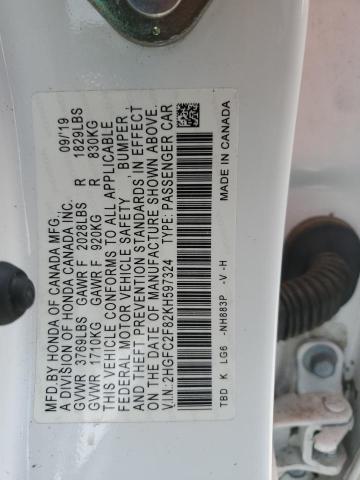 MFD BY HONDA OF CANADA MFG.,
A DIVISION OF HONDA CANADA INC. 09/19
GVWR 3769LBS GAWR F 2028LBS R 1829LBS
GVWR 1710KG GAWR F 920KG R 830KG
THIS VEHICLE CONFORMS TO ALL APPLICABLE
FEDERAL MOTOR VEHICLE SAFETY , BUMPER ,
AND THEFT PREVENTION STANDARDS IN EFFECT
ON THE DATE OF MANUFACTURE SHOWN ABOVE.
V.I.N.: 2HGFC2F82KH597324 TYPE: PASSENGER CAR
TBD K LG6 -NH883P -V-H MADE IN CANADA